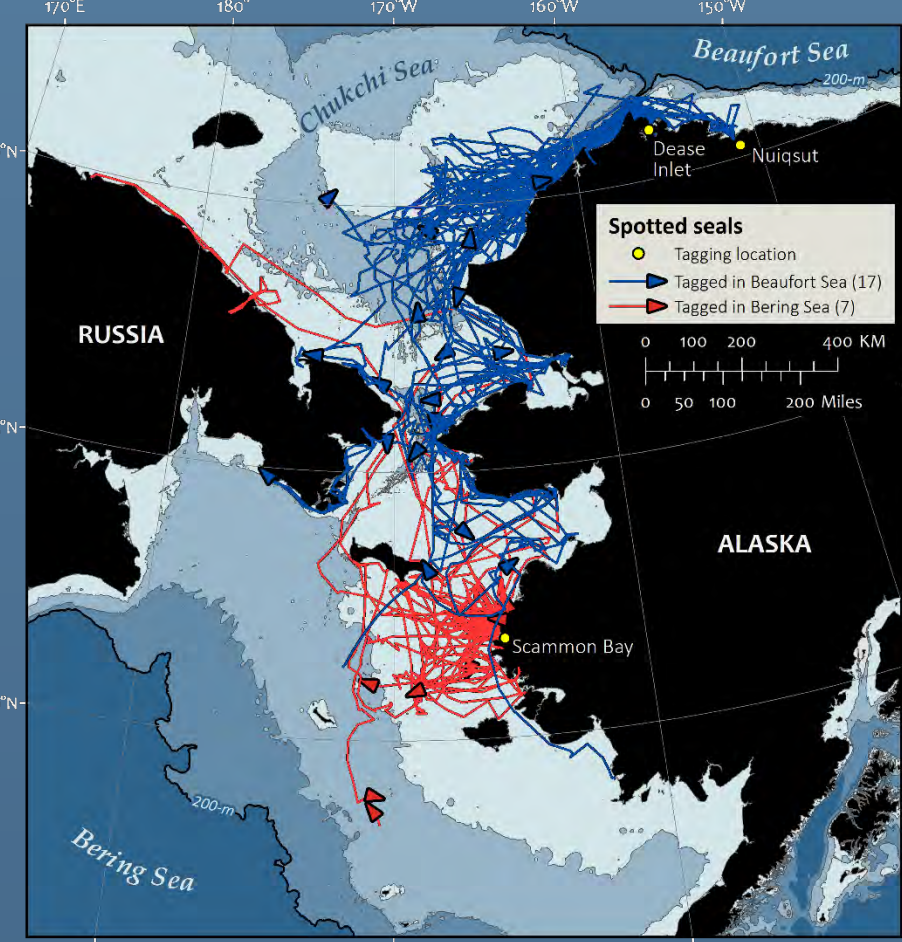 170°E
180°
170°W
160°W
150°W
Beaufort Sea
200-m
Chukchi Sea
°N
Dease
Inlet
Nuiqsut
Spotted seals
Tagging location
Tagged in Beaufort Sea (17)
Tagged in Bering Sea (7)
RUSSIA
0 100 200 400 KM
0 50 100 200 Miles
°N
ALASKA
Scammon Bay
°N
200-m
Bering Sea